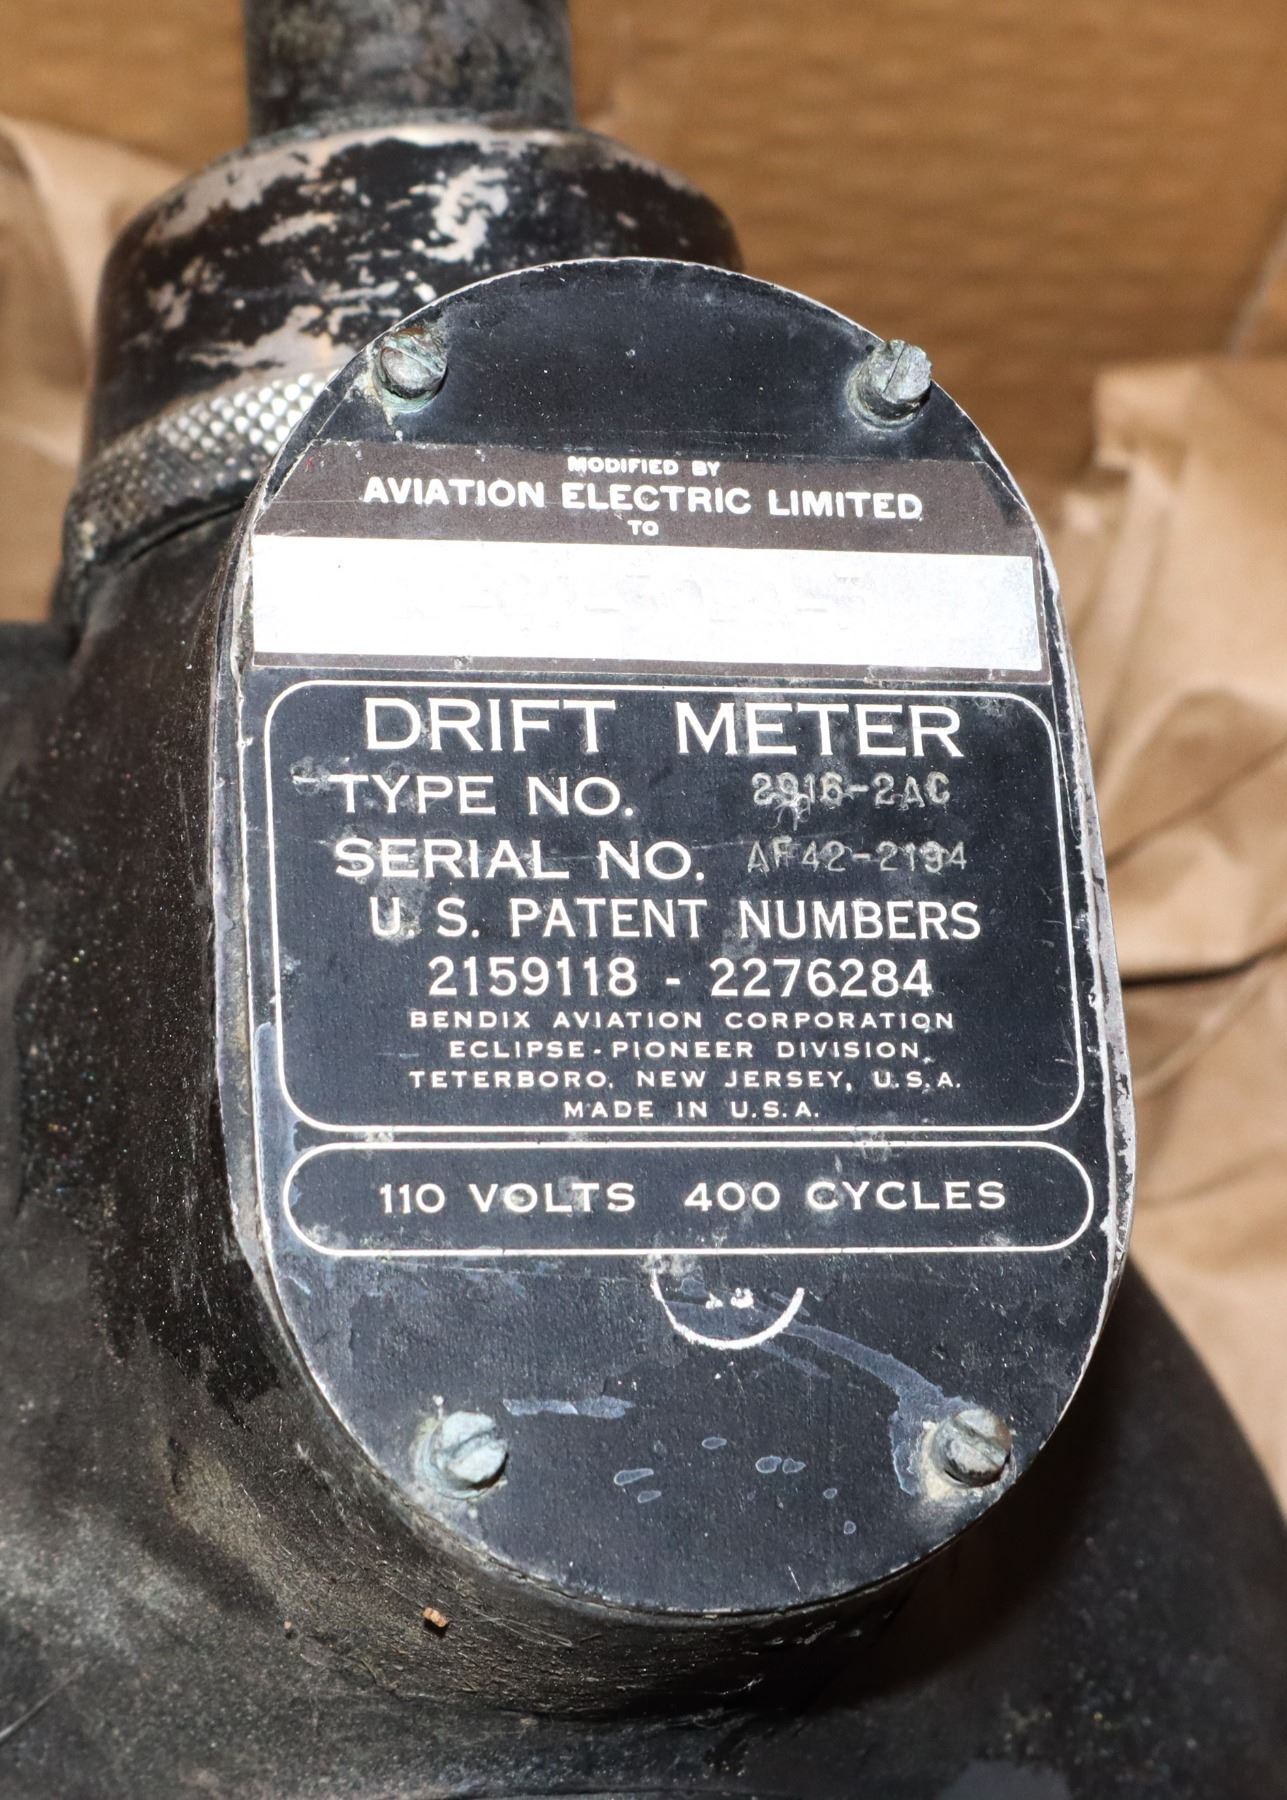 MODIFIED BY
AVIATION ELECTRIC LIMITED
TO
DRIFT METER
TYPE NO. 2916-2AC
SERIAL NO. AF42-2194
U. S. PATENT NUMBERS
2159118 - 2276284
BENDIX AVIATION CORPORATION
ECLIPSE-PIONEER DIVISION,
TETERBORO, NEW JERSEY, U.S.A.
MADE IN U.S.A.
110 VOLTS 400 CYCLES